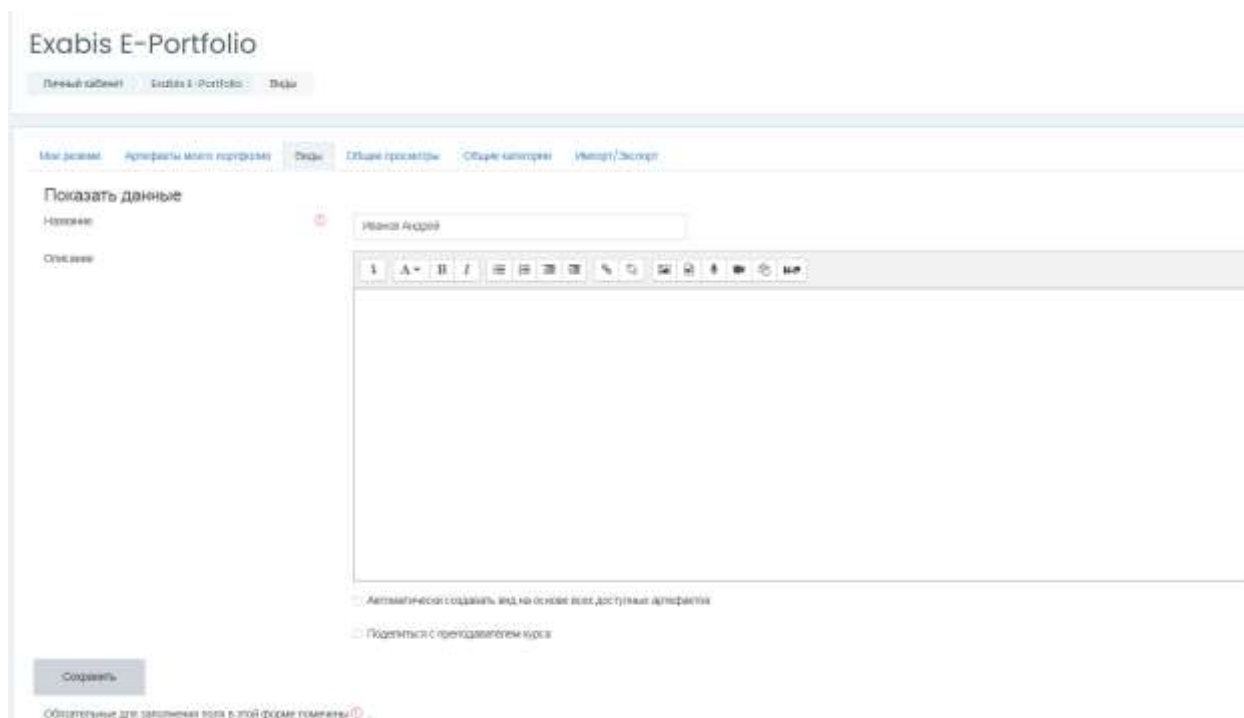 Exabis E-Portfolio
Личный кабинет Exabis E-Portfolio Виды
Мое резюме Артефакты моего портфолио Виды Общие просмотры Общие категории Импорт/Экспорт
Показать данные
Название
Иванов Андрей
Описание
A B I H-P
Автоматически создавать вид на основе всех доступных артефактов
Поделиться с преподавателем курса
Сохранить
Обязательные для заполнения поля в этой форме помечены .